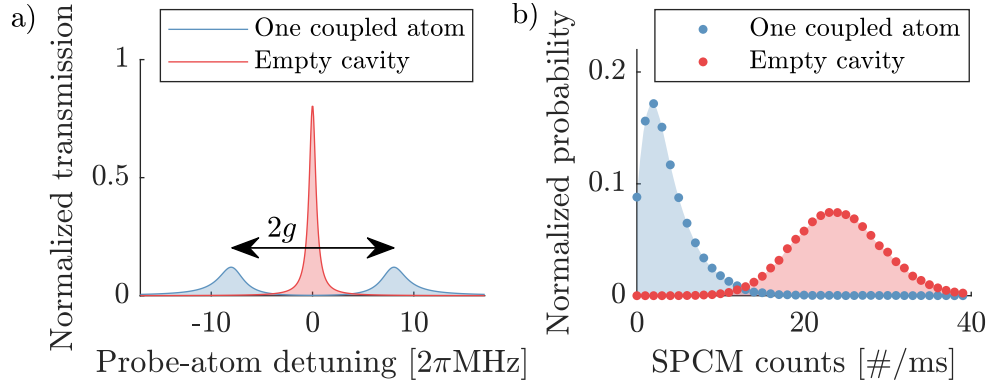 a)
Normalized transmission
1
0.5
0
One coupled atom
Empty cavity
2g
-10
0
10
Probe-atom detuning [2πMHz]
b)
Normalized probability
0.2
0.1
0
One coupled atom
Empty cavity
0
20
40
SPCM counts [#/ms]